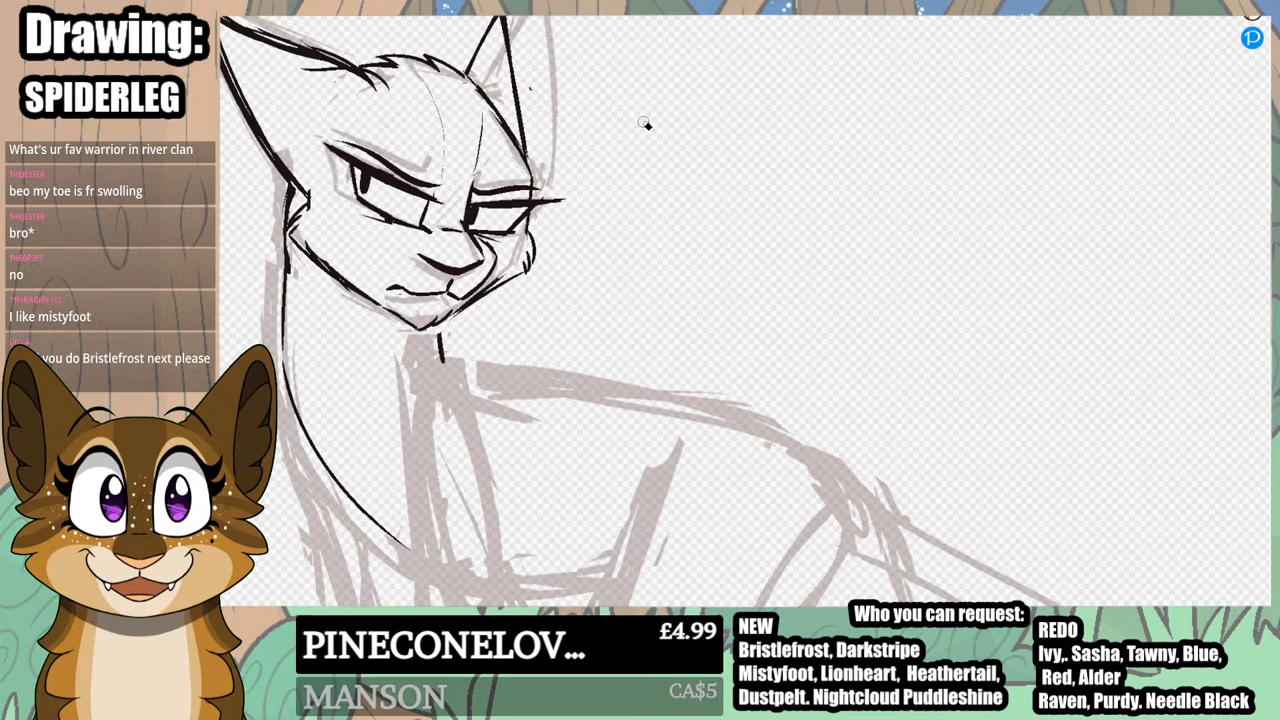 Drawing:
SPIDERLEG
What's ur fav warrior in river clan
THEJESTER
beo my toe is fr swolling
THEJESTER
bro*
no
I like mistyfoot
you do Bristlefrost next please
PINECONELOV... £4.99
MANSON CA$5
Who you can request:
NEW
Bristlefrost, Darkstripe
Mistyfoot, Lionheart, Heathertail,
Dustpelt. Nightcloud Puddleshine
REDO
Ivy,. Sasha, Tawny, Blue,
Red, Alder
Raven, Purdy. Needle Black